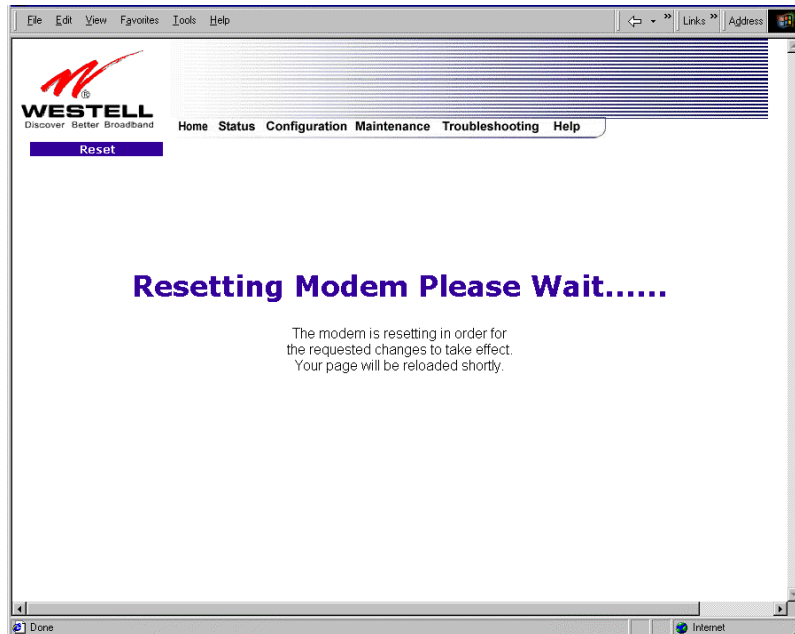 File Edit View Favorites Tools Help » Links » Address
®
WESTELL
Discover Better Broadband
Home Status Configuration Maintenance Troubleshooting Help
Reset
Resetting Modem Please Wait......
The modem is resetting in order for
the requested changes to take effect.
Your page will be reloaded shortly.
Done Internet